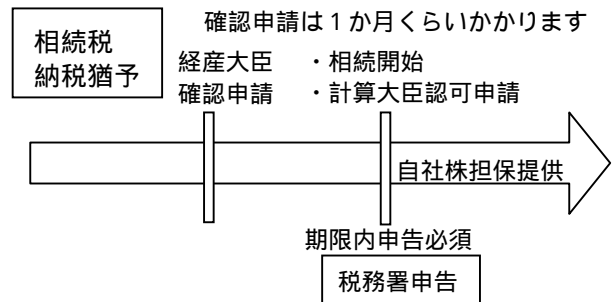 確認申請は１か月くらいかかります
相続税
納税猶予
経産大臣
確認申請
・相続開始
・計算大臣認可申請
自社株担保提供
期限内申告必須
税務署申告